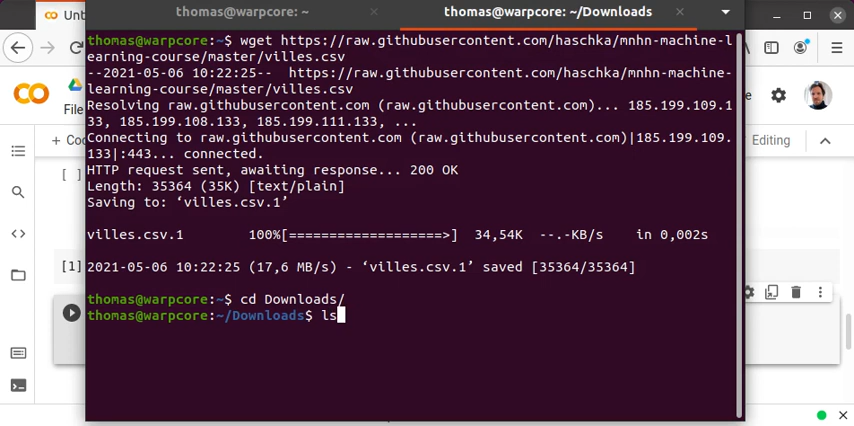 thomas@warpcore: ~
thomas@warpcore: ~/Downloads
Unt
thomas@warpcore:~$ wget https://raw.githubusercontent.com/haschka/mnhn-machine-l
earning-course/master/villes.csv
--2021-05-06 10:22:25--  https://raw.githubusercontent.com/haschka/mnhn-machine-
learning-course/master/villes.csv
Resolving raw.githubusercontent.com (raw.githubusercontent.com)... 185.199.109.1
33, 185.199.108.133, 185.199.111.133, ...
Connecting to raw.githubusercontent.com (raw.githubusercontent.com)|185.199.109.
133|:443... connected.
HTTP request sent, awaiting response... 200 OK
Length: 35364 (35K) [text/plain]
Saving to: ‘villes.csv.1’
villes.csv.1        100%[===================>]  34,54K  --.-KB/s    in 0,002s
2021-05-06 10:22:25 (17,6 MB/s) - ‘villes.csv.1’ saved [35364/35364]
thomas@warpcore:~$ cd Downloads/
thomas@warpcore:~/Downloads$ ls
File
+ Co
Editing
[ ]
[1]